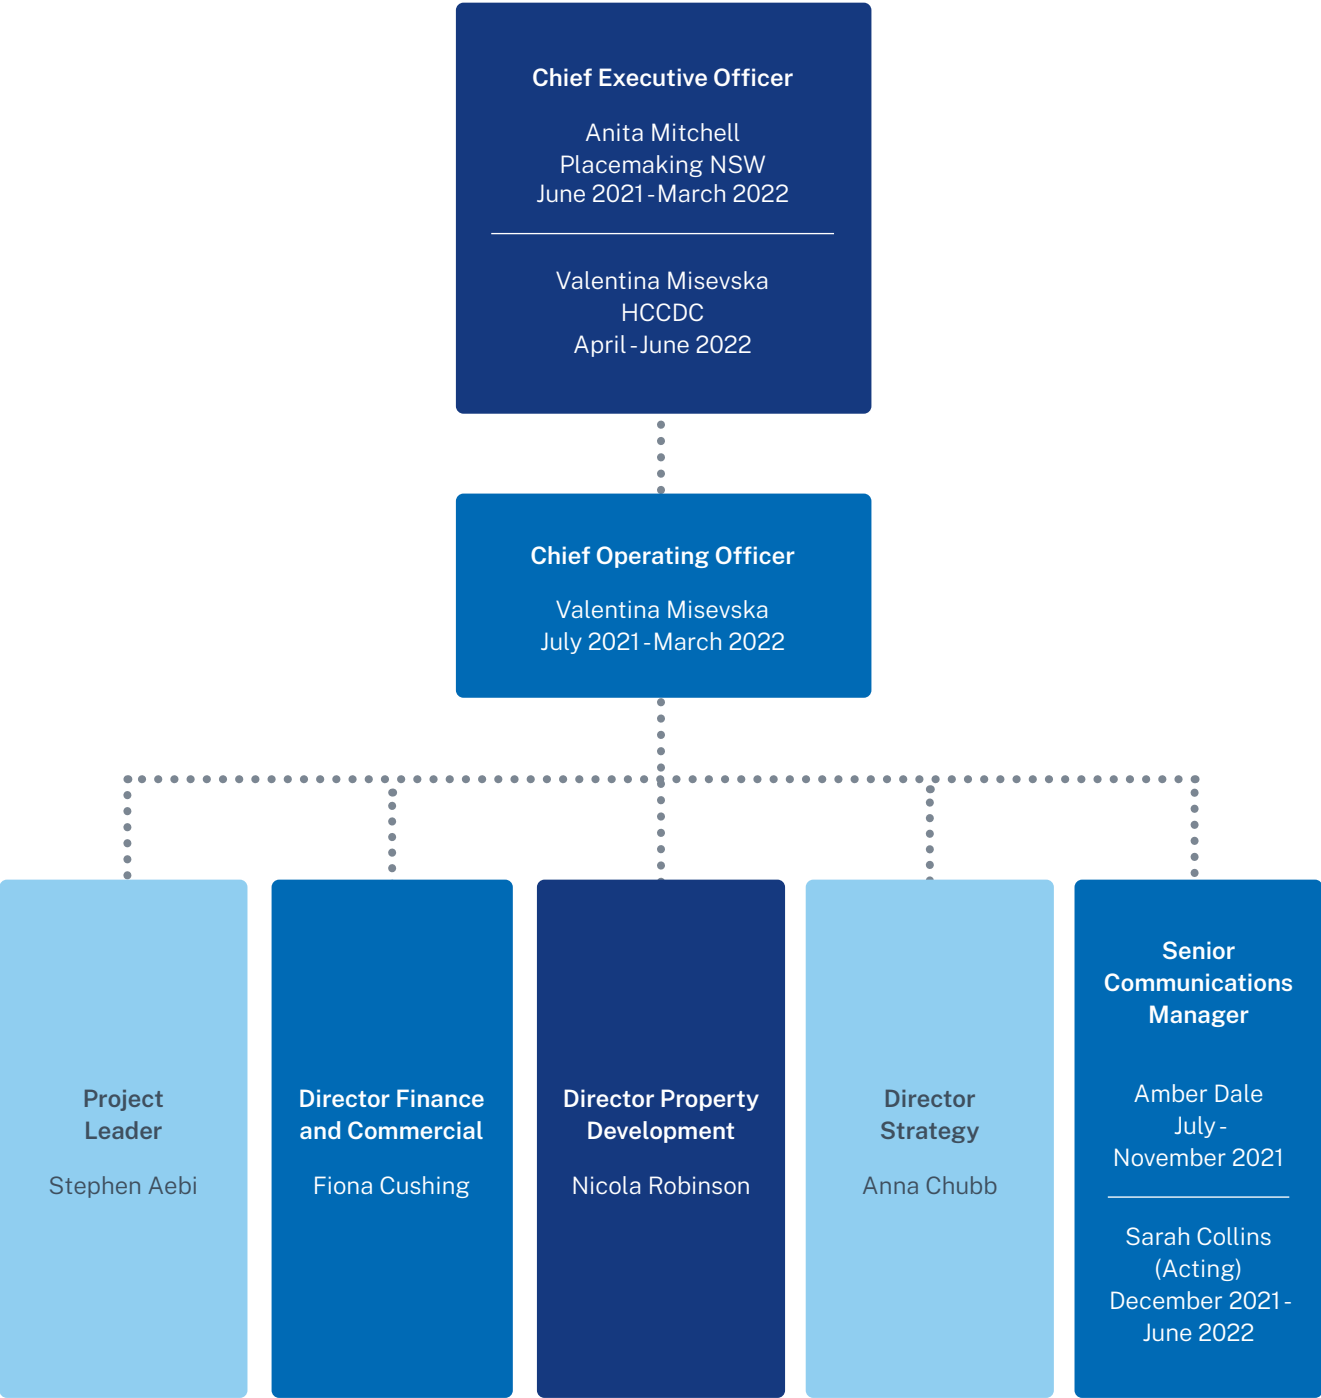 Chief Executive Officer
Anita Mitchell
Placemaking NSW
June 2021 - March 2022
Valentina Misevska
HCCDC
April - June 2022
Chief Operating Officer
Valentina Misevska
July 2021 - March 2022
Project
Leader
Stephen Aebi
Director Finance
and Commercial
Fiona Cushing
Director Property
Development
Nicola Robinson
Director
Strategy
Anna Chubb
Senior
Communications
Manager
Amber Dale
July -
November 2021
Sarah Collins
(Acting)
December 2021 -
June 2022